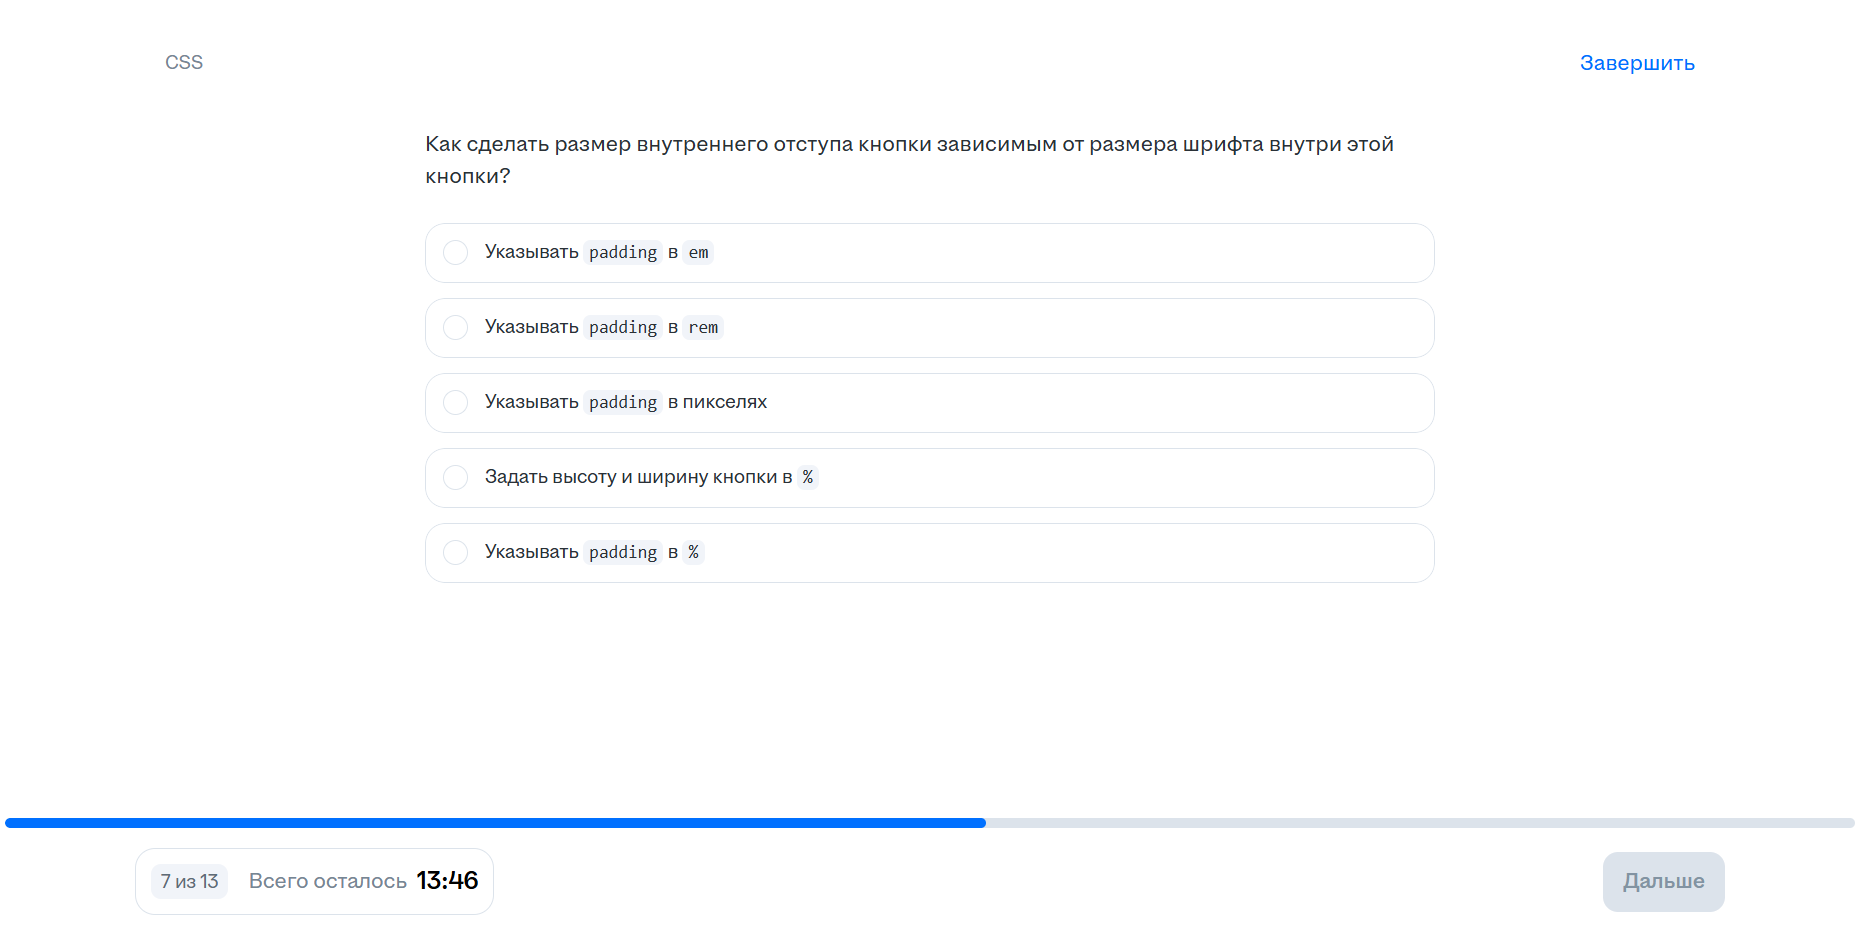 CSS
Завершить
Как сделать размер внутреннего отступа кнопки зависимым от размера шрифта внутри этой
кнопки?
Указывать padding в em
Указывать padding в rem
Указывать padding в пикселях
Задать высоту и ширину кнопки в %
Указывать padding в %
7 из 13 Всего осталось 13:46
Дальше